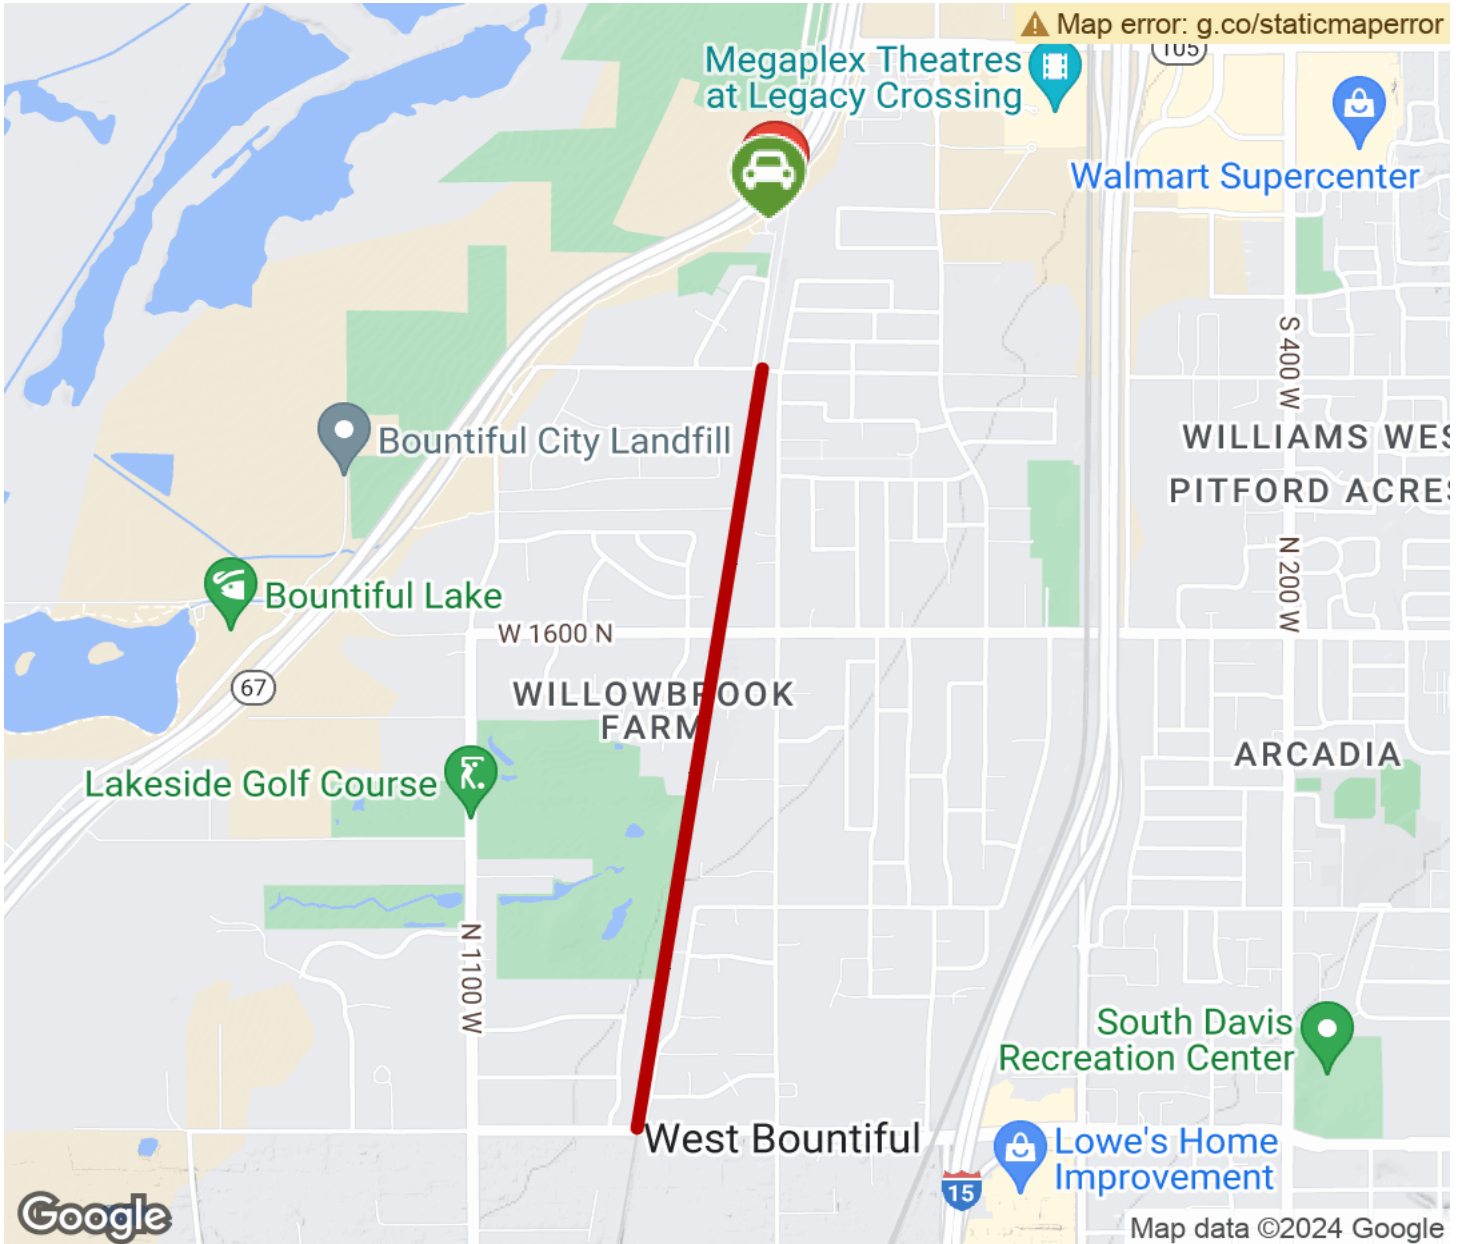 Map error: g.co/staticmaperror
105
Megaplex Theatres
at Legacy Crossing
Walmart Supercenter
S 400 W
Bountiful City Landfill
WILLIAMS WES
PITFORD ACRES
N 200 W
Bountiful Lake
W 1600 N
67
WILLOWBROOK
FARM
ARCADIA
Lakeside Golf Course
N 1100 W
South Davis
Recreation Center
West Bountiful
Lowe's Home
Improvement
15
Google
Map data ©2024 Google